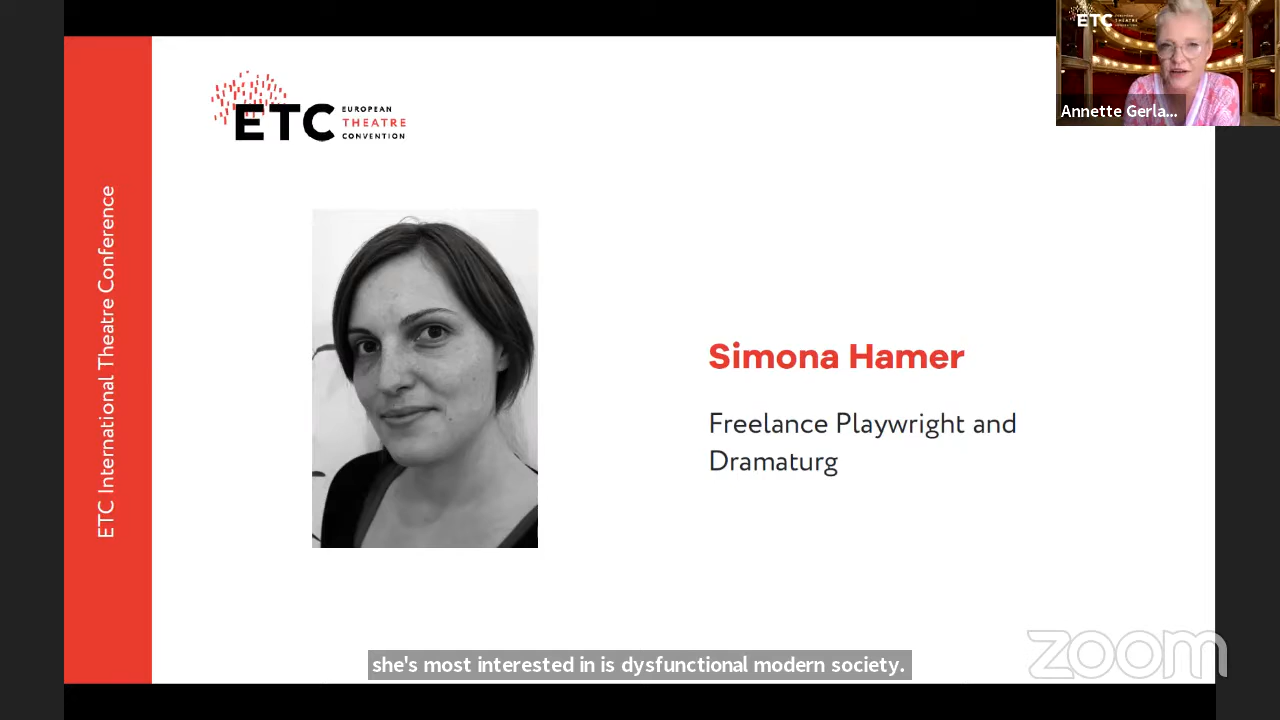 ETC International Theatre Conference
ETC
EUROPEAN
THEATRE
CONVENTION
ETC
Annette Gerla...
Simona Hamer
Freelance Playwright and
Dramaturg
she's most interested in is dysfunctional modern society.
zoom